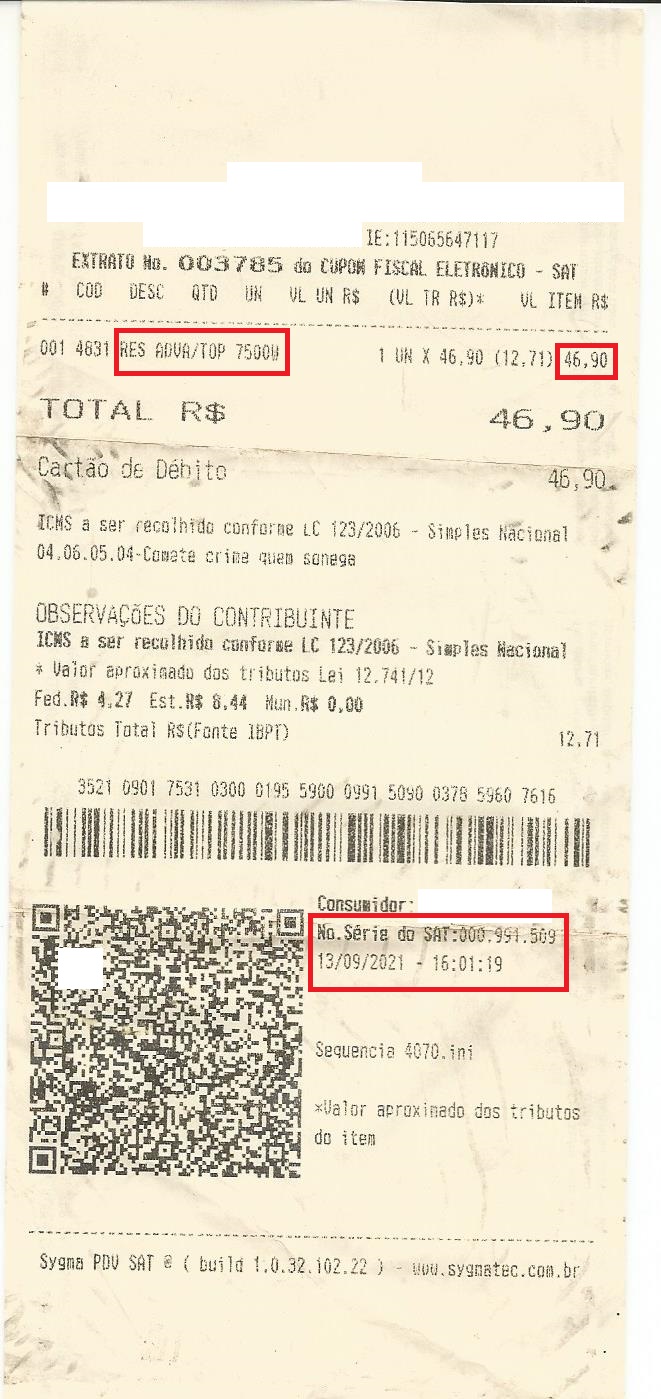 IE:115065647117
EXTRATO No. 003785 do CUPOM FISCAL ELETRÔNICO - SAT
# COD DESC QTD UN VL UN R$ (VL TR R$)* VL ITEM R$
001 4831 RES ADVA/TOP 7500W 1 UN X 46,90 (12,71) 46,90
TOTAL R$ 46,90
Cartão de Débito 46,90
ICMS a ser recolhido conforme LC 123/2006 - Simples Nacional
04.06.05.04-Comete crime quem sonega
OBSERVAÇÕES DO CONTRIBUINTE
ICMS a ser recolhido conforme LC 123/2006 - Simples Nacional
* Valor aproximado dos tributos Lei 12.741/12
Fed.R$ 4,27 Est.R$ 8,44 Mun.R$ 0,00
Tributos Total R$(Fonte IBPT) 12,71
3521 0901 7531 0300 0195 5900 0991 5090 0378 5960 7616
Consumidor:
No.Série do SAT:000.991.509
13/09/2021 - 16:01:19
Sequencia 4070.ini
*Valor aproximado dos tributos
do item
Sygma PDV SAT @ ( build 1.0.32.102.22 ) - www.sygmatec.com.br